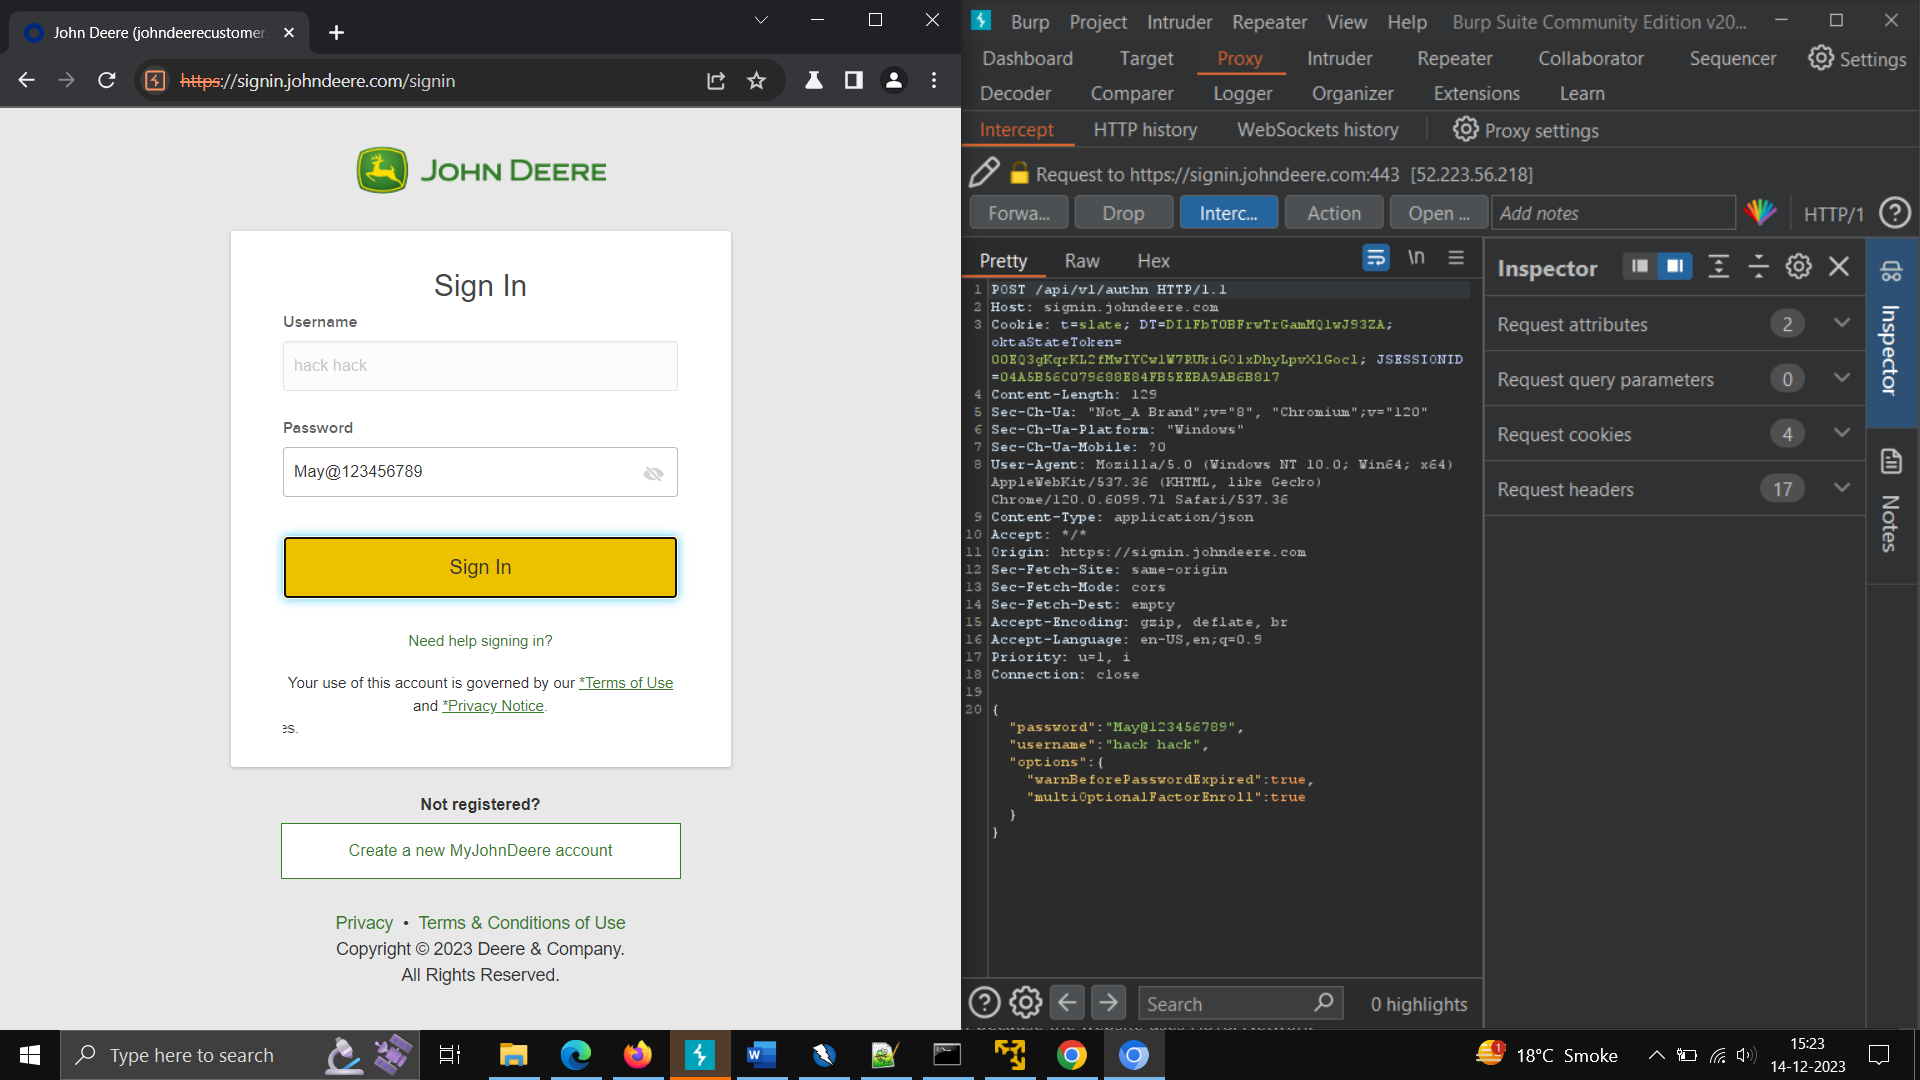 John Deere (johndeerecustomer.
https://signin.johndeere.com/signin
JOHN DEERE
Sign In
Username
hack hack
Password
May@123456789
Sign In
Need help signing in?
Your use of this account is governed by our *Terms of Use
and *Privacy Notice.
es.
Not registered?
Create a new MyJohnDeere account
Privacy • Terms & Conditions of Use
Copyright © 2023 Deere & Company.
All Rights Reserved.
Burp Project Intruder Repeater View Help Burp Suite Community Edition v20...
Dashboard Target Proxy Intruder Repeater Collaborator Sequencer Settings
Decoder Comparer Logger Organizer Extensions Learn
Intercept HTTP history WebSockets history Proxy settings
Request to https://signin.johndeere.com:443 [52.223.56.218]
Forwa... Drop Interc... Action Open ... Add notes HTTP/1 ?
Pretty Raw Hex \n
1 POST /api/v1/authn HTTP/1.1
2 Host: signin.johndeere.com
3 Cookie: t=slate; DT=DI1FbT0BFrwTrGamMQ1wJ93ZA;
oktaStateToken=
00EQ3gKqrKL2fMwIYCw1W7RUkiG01xDhyLpvX1Goc1; JSESSIONID
=04A5B56C079688E84FB5EEBA9AB6B817
4 Content-Length: 129
5 Sec-Ch-Ua: "Not_A Brand";v="8", "Chromium";v="120"
6 Sec-Ch-Ua-Platform: "Windows"
7 Sec-Ch-Ua-Mobile: ?0
8 User-Agent: Mozilla/5.0 (Windows NT 10.0; Win64; x64)
AppleWebKit/537.36 (KHTML, like Gecko)
Chrome/120.0.6099.71 Safari/537.36
9 Content-Type: application/json
10 Accept: */*
11 Origin: https://signin.johndeere.com
12 Sec-Fetch-Site: same-origin
13 Sec-Fetch-Mode: cors
14 Sec-Fetch-Dest: empty
15 Accept-Encoding: gzip, deflate, br
16 Accept-Language: en-US,en;q=0.9
17 Priority: u=1, i
18 Connection: close
19
20 {
"password":"May@123456789",
"username":"hack hack",
"options":{
"warnBeforePasswordExpired":true,
"multiOptionalFactorEnroll":true
}
}
Inspector
Request attributes 2
Request query parameters 0
Request cookies 4
Request headers 17
Inspector
Notes
? Search 0 highlights
Type here to search
1 18°C Smoke
15:23
14-12-2023